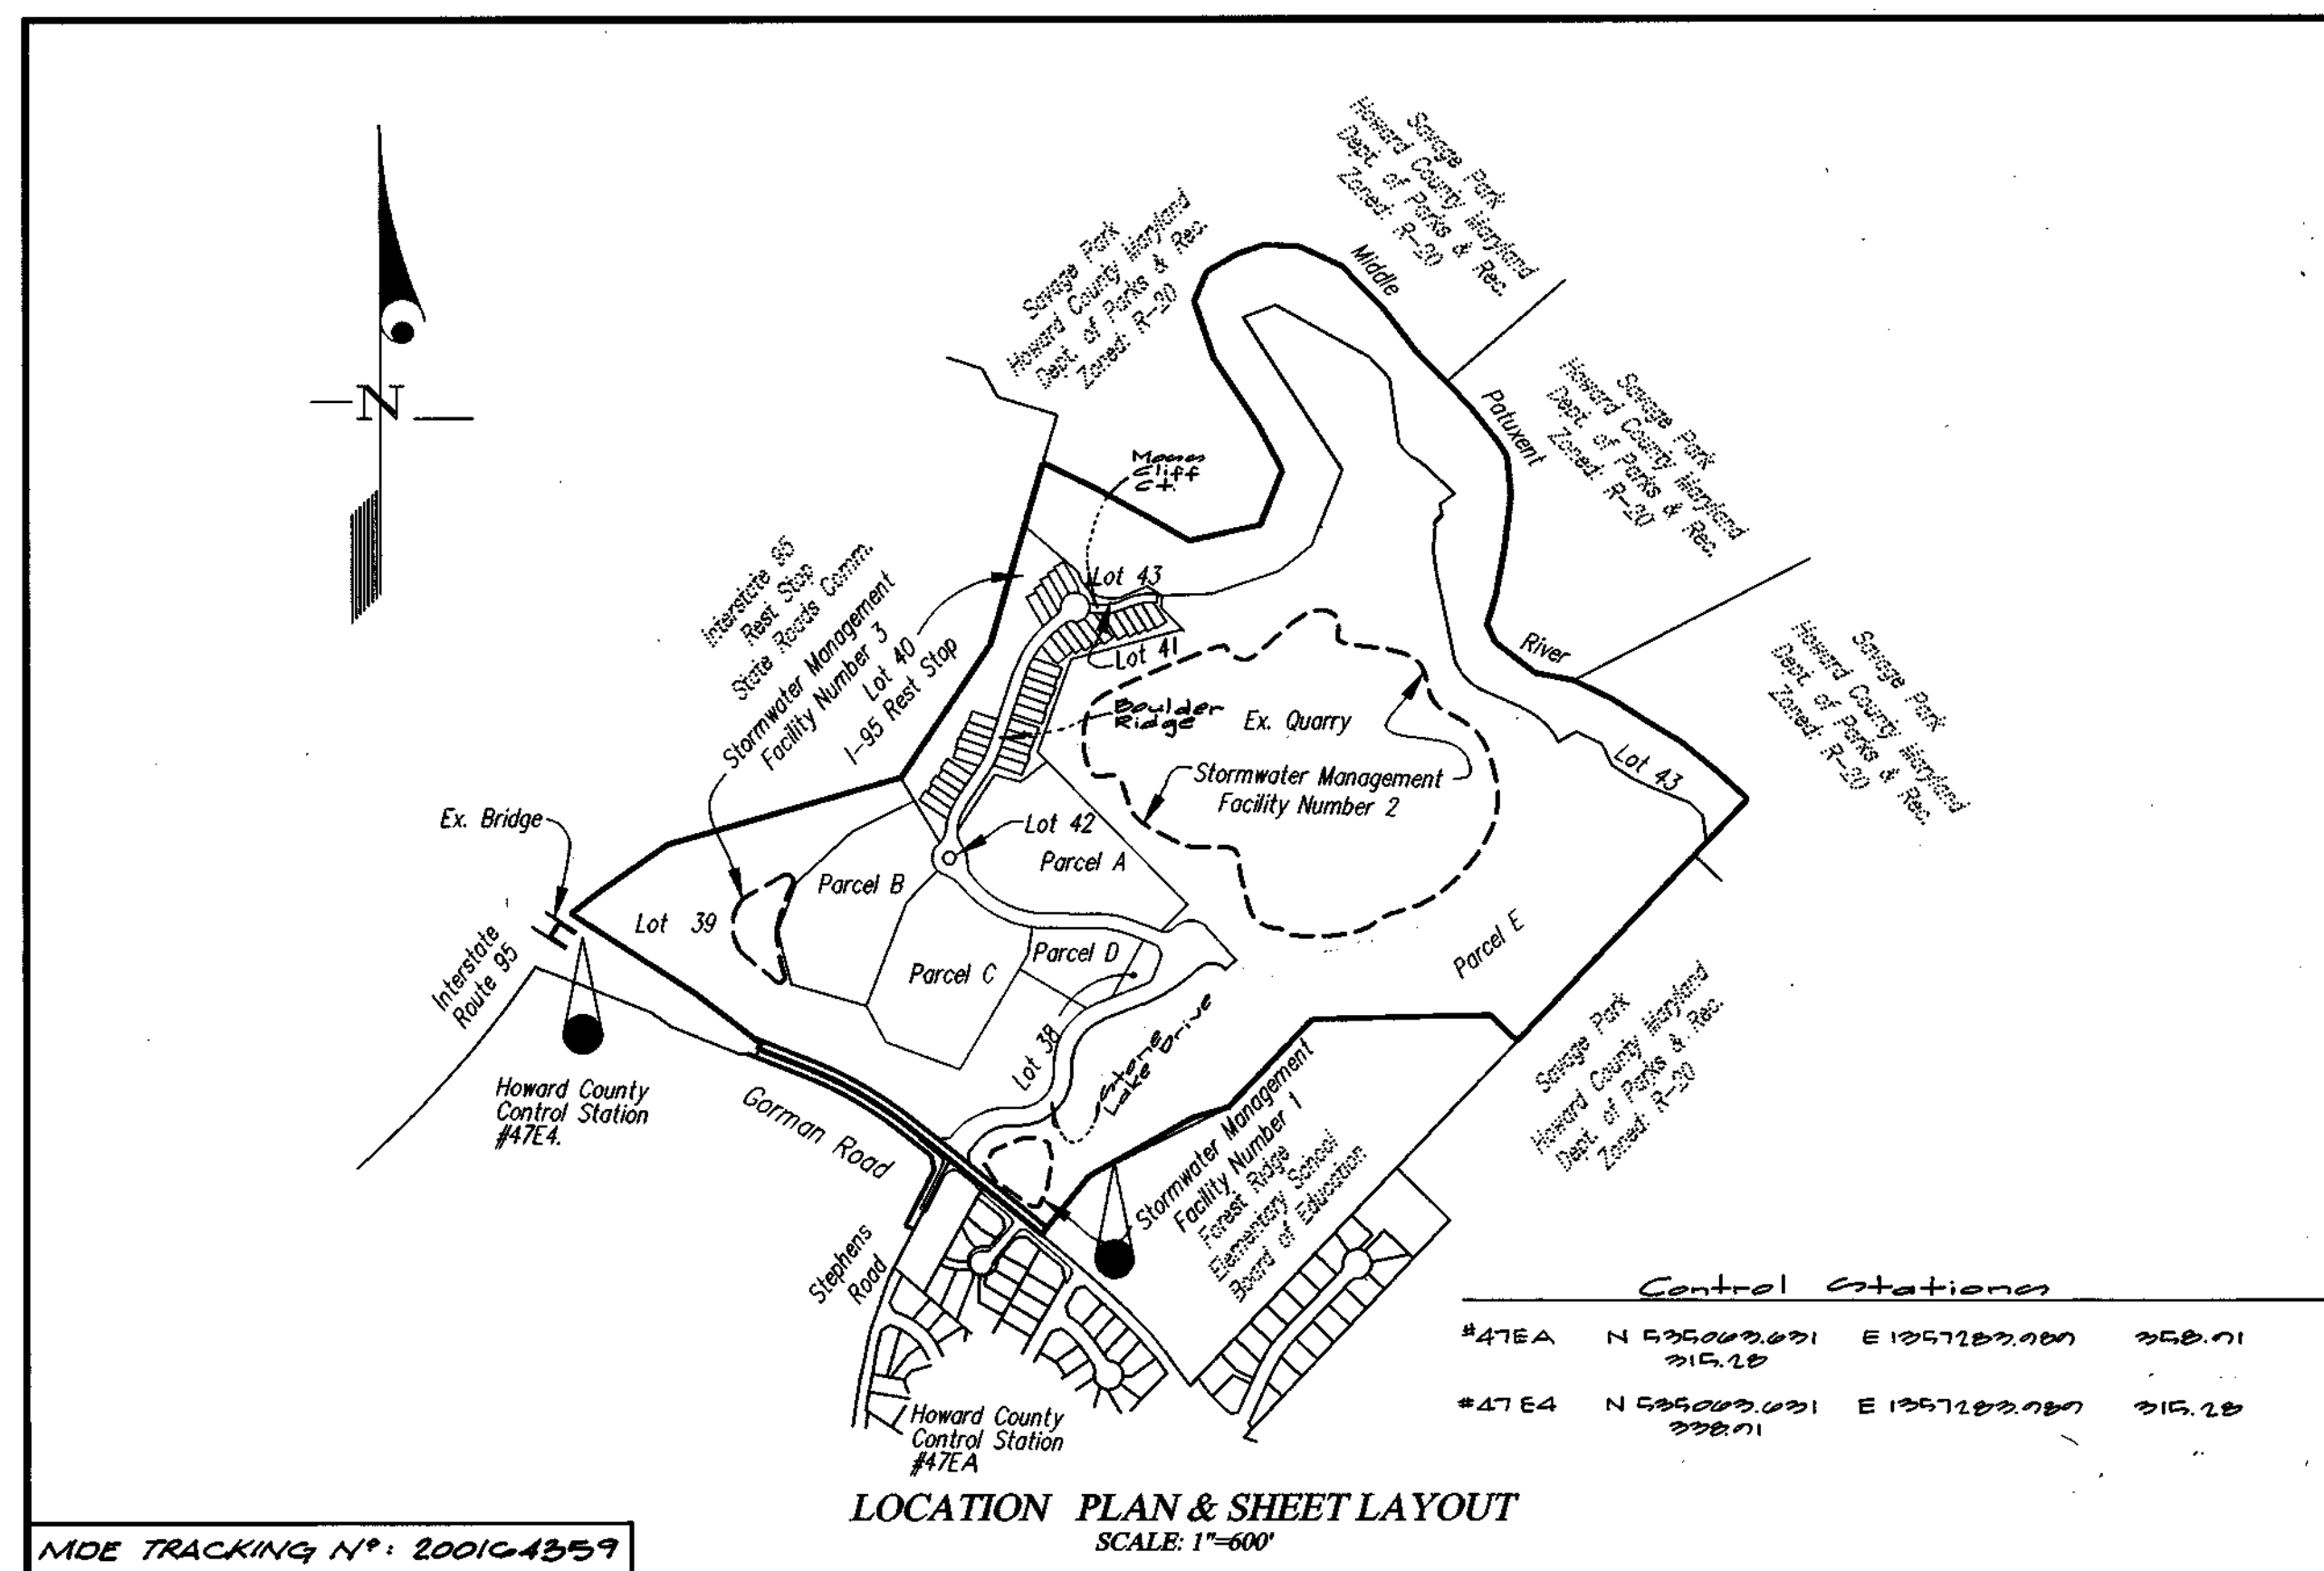 Savage Park
Howard County Maryland
Dept. of Parks & Rec.
Zoned: R-20
Savage Park
Howard County Maryland
Dept. of Parks & Rec.
Zoned: R-20
Middle
N
Savage Park
Howard County Maryland
Dept. of Parks & Rec.
Zoned: R-20
Patuxent
Moss
Cliff
Ct.
Interstate 95
Rest Stop
State Roads Comm.
Stormwater Management
Facility Number 3
Lot 40
I-95 Rest Stop
Lot 43
Lot 41
River
Savage Park
Howard County Maryland
Dept. of Parks & Rec.
Zoned: R-20
Boulder
Ridge
Ex. Quarry
Lot 43
Stormwater Management
Facility Number 2
Ex. Bridge
Lot 42
Parcel A
Parcel B
Lot 39
Parcel D
Parcel C
Parcel E
Interstate
Route 95
Lot 38
Stone
Lake
Drive
Savage Park
Howard County Maryland
Dept. of Parks & Rec.
Zoned: R-20
Howard County
Control Station
#47E4.
Gorman Road
Stormwater Management
Facility Number 1
Forest Ridge
Elementary School
Board of Education
Stephens
Road
Control Stations
#47EA N 535063.631 E 1357283.989
315.28
#47E4 N 535063.631 E 1357283.989 315.28
Howard County
Control Station
#47EA
LOCATION PLAN & SHEET LAYOUT
SCALE: 1"=600'
MDE TRACKING Nº: 200164359